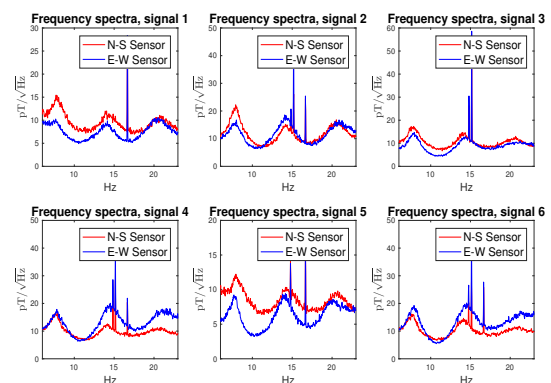 Frequency spectra, signal 1
30
25
20
15
10
5
0
pT/√Hz
N-S Sensor
E-W Sensor
10 15 20
Hz
Frequency spectra, signal 2
50
40
30
20
10
0
pT/√Hz
N-S Sensor
E-W Sensor
10 15 20
Hz
Frequency spectra, signal 3
60
50
40
30
20
10
0
pT/√Hz
N-S Sensor
E-W Sensor
10 15 20
Hz
Frequency spectra, signal 4
50
40
30
20
10
0
pT/√Hz
N-S Sensor
E-W Sensor
10 15 20
Hz
Frequency spectra, signal 5
20
15
10
5
0
pT/√Hz
N-S Sensor
E-W Sensor
10 15 20
Hz
Frequency spectra, signal 6
50
40
30
20
10
0
pT/√Hz
N-S Sensor
E-W Sensor
10 15 20
Hz